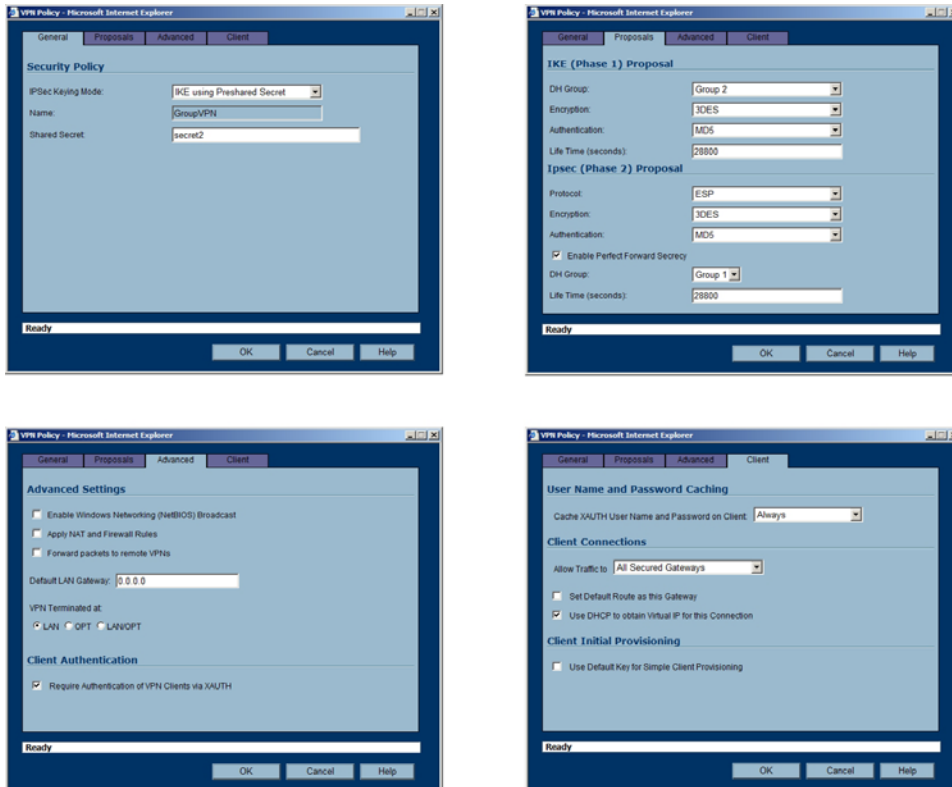 VPN Policy - Microsoft Internet Explorer
General Proposals Advanced Client
Security Policy
IPSec Keying Mode: IKE using Preshared Secret
Name: GroupVPN
Shared Secret: secret2
Ready
OK Cancel Help
VPN Policy - Microsoft Internet Explorer
General Proposals Advanced Client
IKE (Phase 1) Proposal
DH Group: Group 2
Encryption: 3DES
Authentication: MD5
Life Time (seconds): 28800
Ipsec (Phase 2) Proposal
Protocol: ESP
Encryption: 3DES
Authentication: MD5
Enable Perfect Forward Secrecy
DH Group: Group 1
Life Time (seconds): 28800
Ready
OK Cancel Help
VPN Policy - Microsoft Internet Explorer
General Proposals Advanced Client
Advanced Settings
Enable Windows Networking (NetBIOS) Broadcast
Apply NAT and Firewall Rules
Forward packets to remote VPNs
Default LAN Gateway: 0.0.0.0
VPN Terminated at:
LAN OPT LAN/OPT
Client Authentication
Require Authentication of VPN Clients via XAUTH
Ready
OK Cancel Help
VPN Policy - Microsoft Internet Explorer
General Proposals Advanced Client
User Name and Password Caching
Cache XAUTH User Name and Password on Client: Always
Client Connections
Allow Traffic to: All Secured Gateways
Set Default Route as this Gateway
Use DHCP to obtain Virtual IP for this Connection
Client Initial Provisioning
Use Default Key for Simple Client Provisioning
Ready
OK Cancel Help